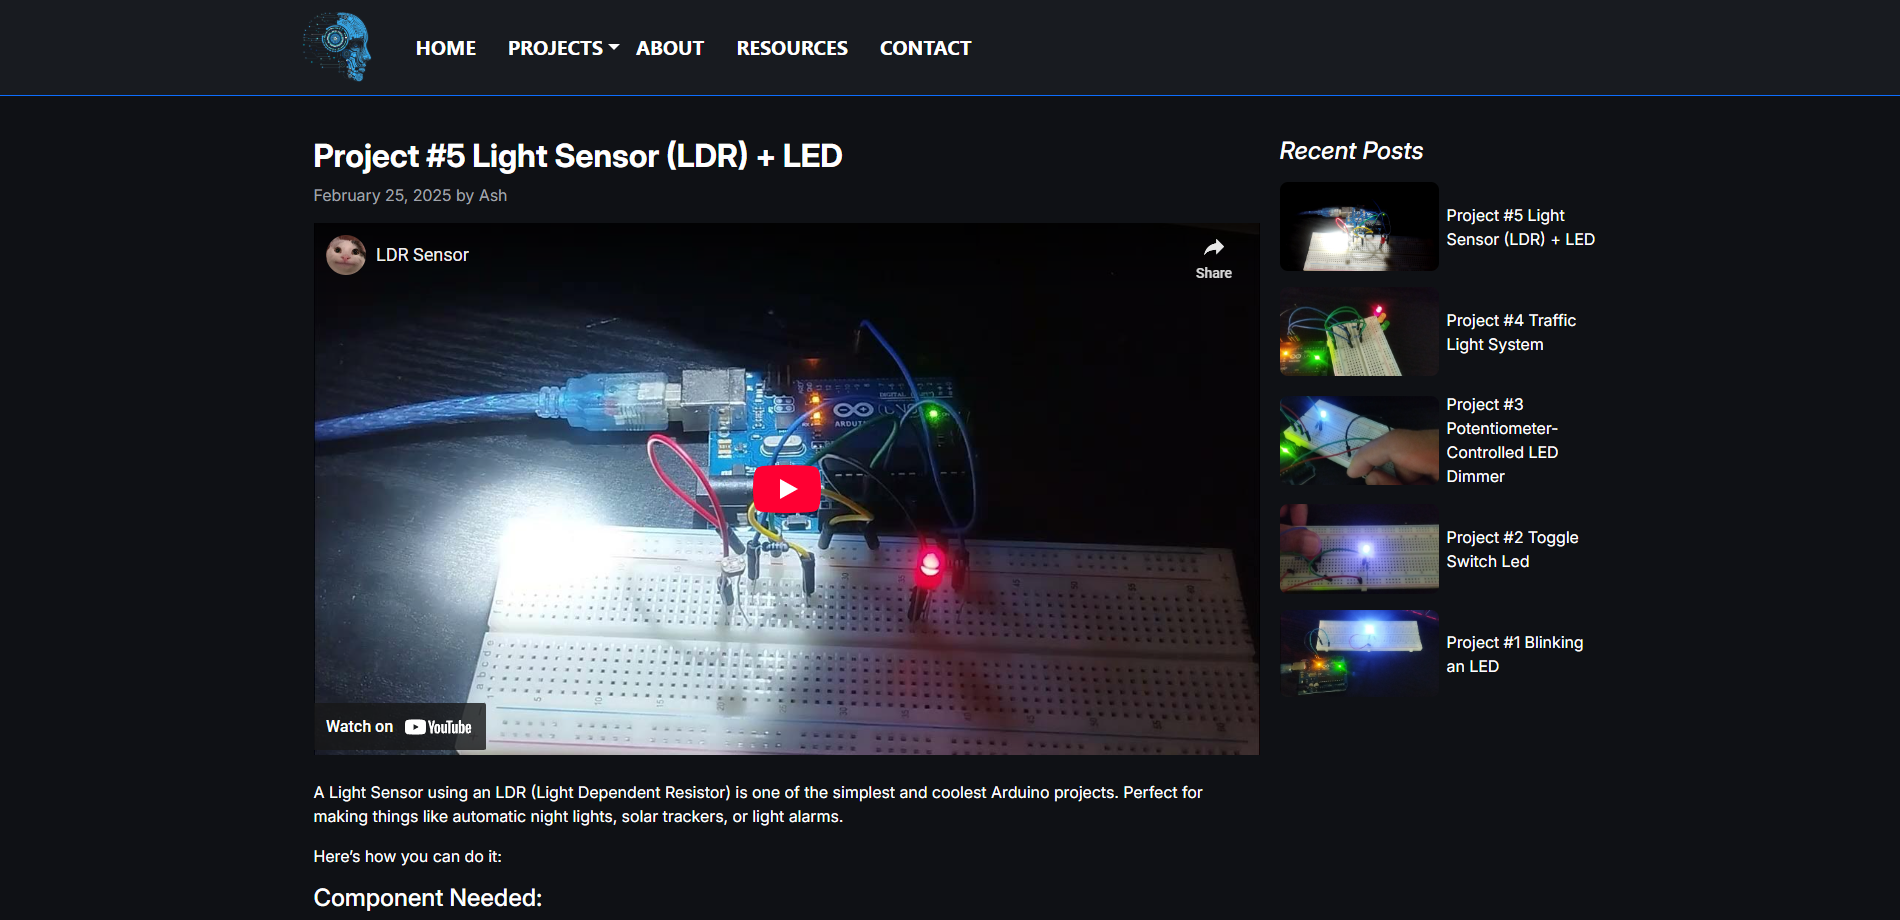 HOME
PROJECTS
ABOUT
RESOURCES
CONTACT
Project #5 Light Sensor (LDR) + LED
February 25, 2025 by Ash
LDR Sensor
Share
ARDUINO
DIGITAL
Watch on YouTube
A Light Sensor using an LDR (Light Dependent Resistor) is one of the simplest and coolest Arduino projects. Perfect for
making things like automatic night lights, solar trackers, or light alarms.
Here's how you can do it:
Component Needed:
Recent Posts
Project #5 Light
Sensor (LDR) + LED
Project #4 Traffic
Light System
Project #3
Potentiometer-
Controlled LED
Dimmer
Project #2 Toggle
Switch Led
Project #1 Blinking
an LED